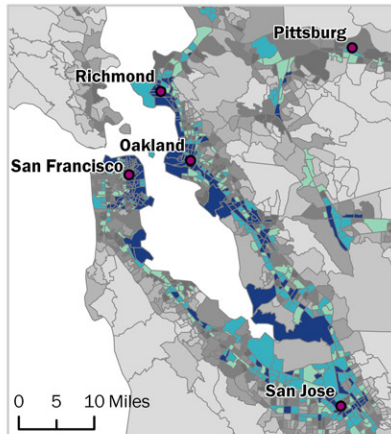 Pittsburg
Richmond
Oakland
San Francisco
San Jose
0 5 10 Miles